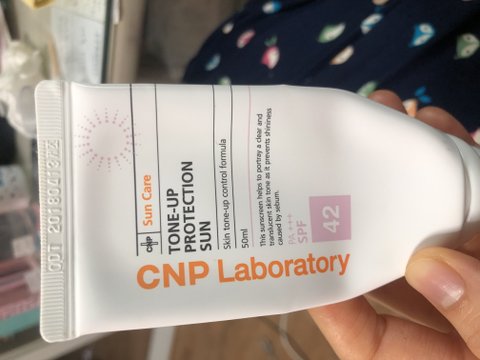 CNP Sun Care
TONE-UP
PROTECTION
SUN
Skin tone-up control formula
50ml
This sunscreen helps to portray a clear and
translucent skin tone as it prevents shininess
caused by sebum.
PA +++
SPF
42
CNP Laboratory